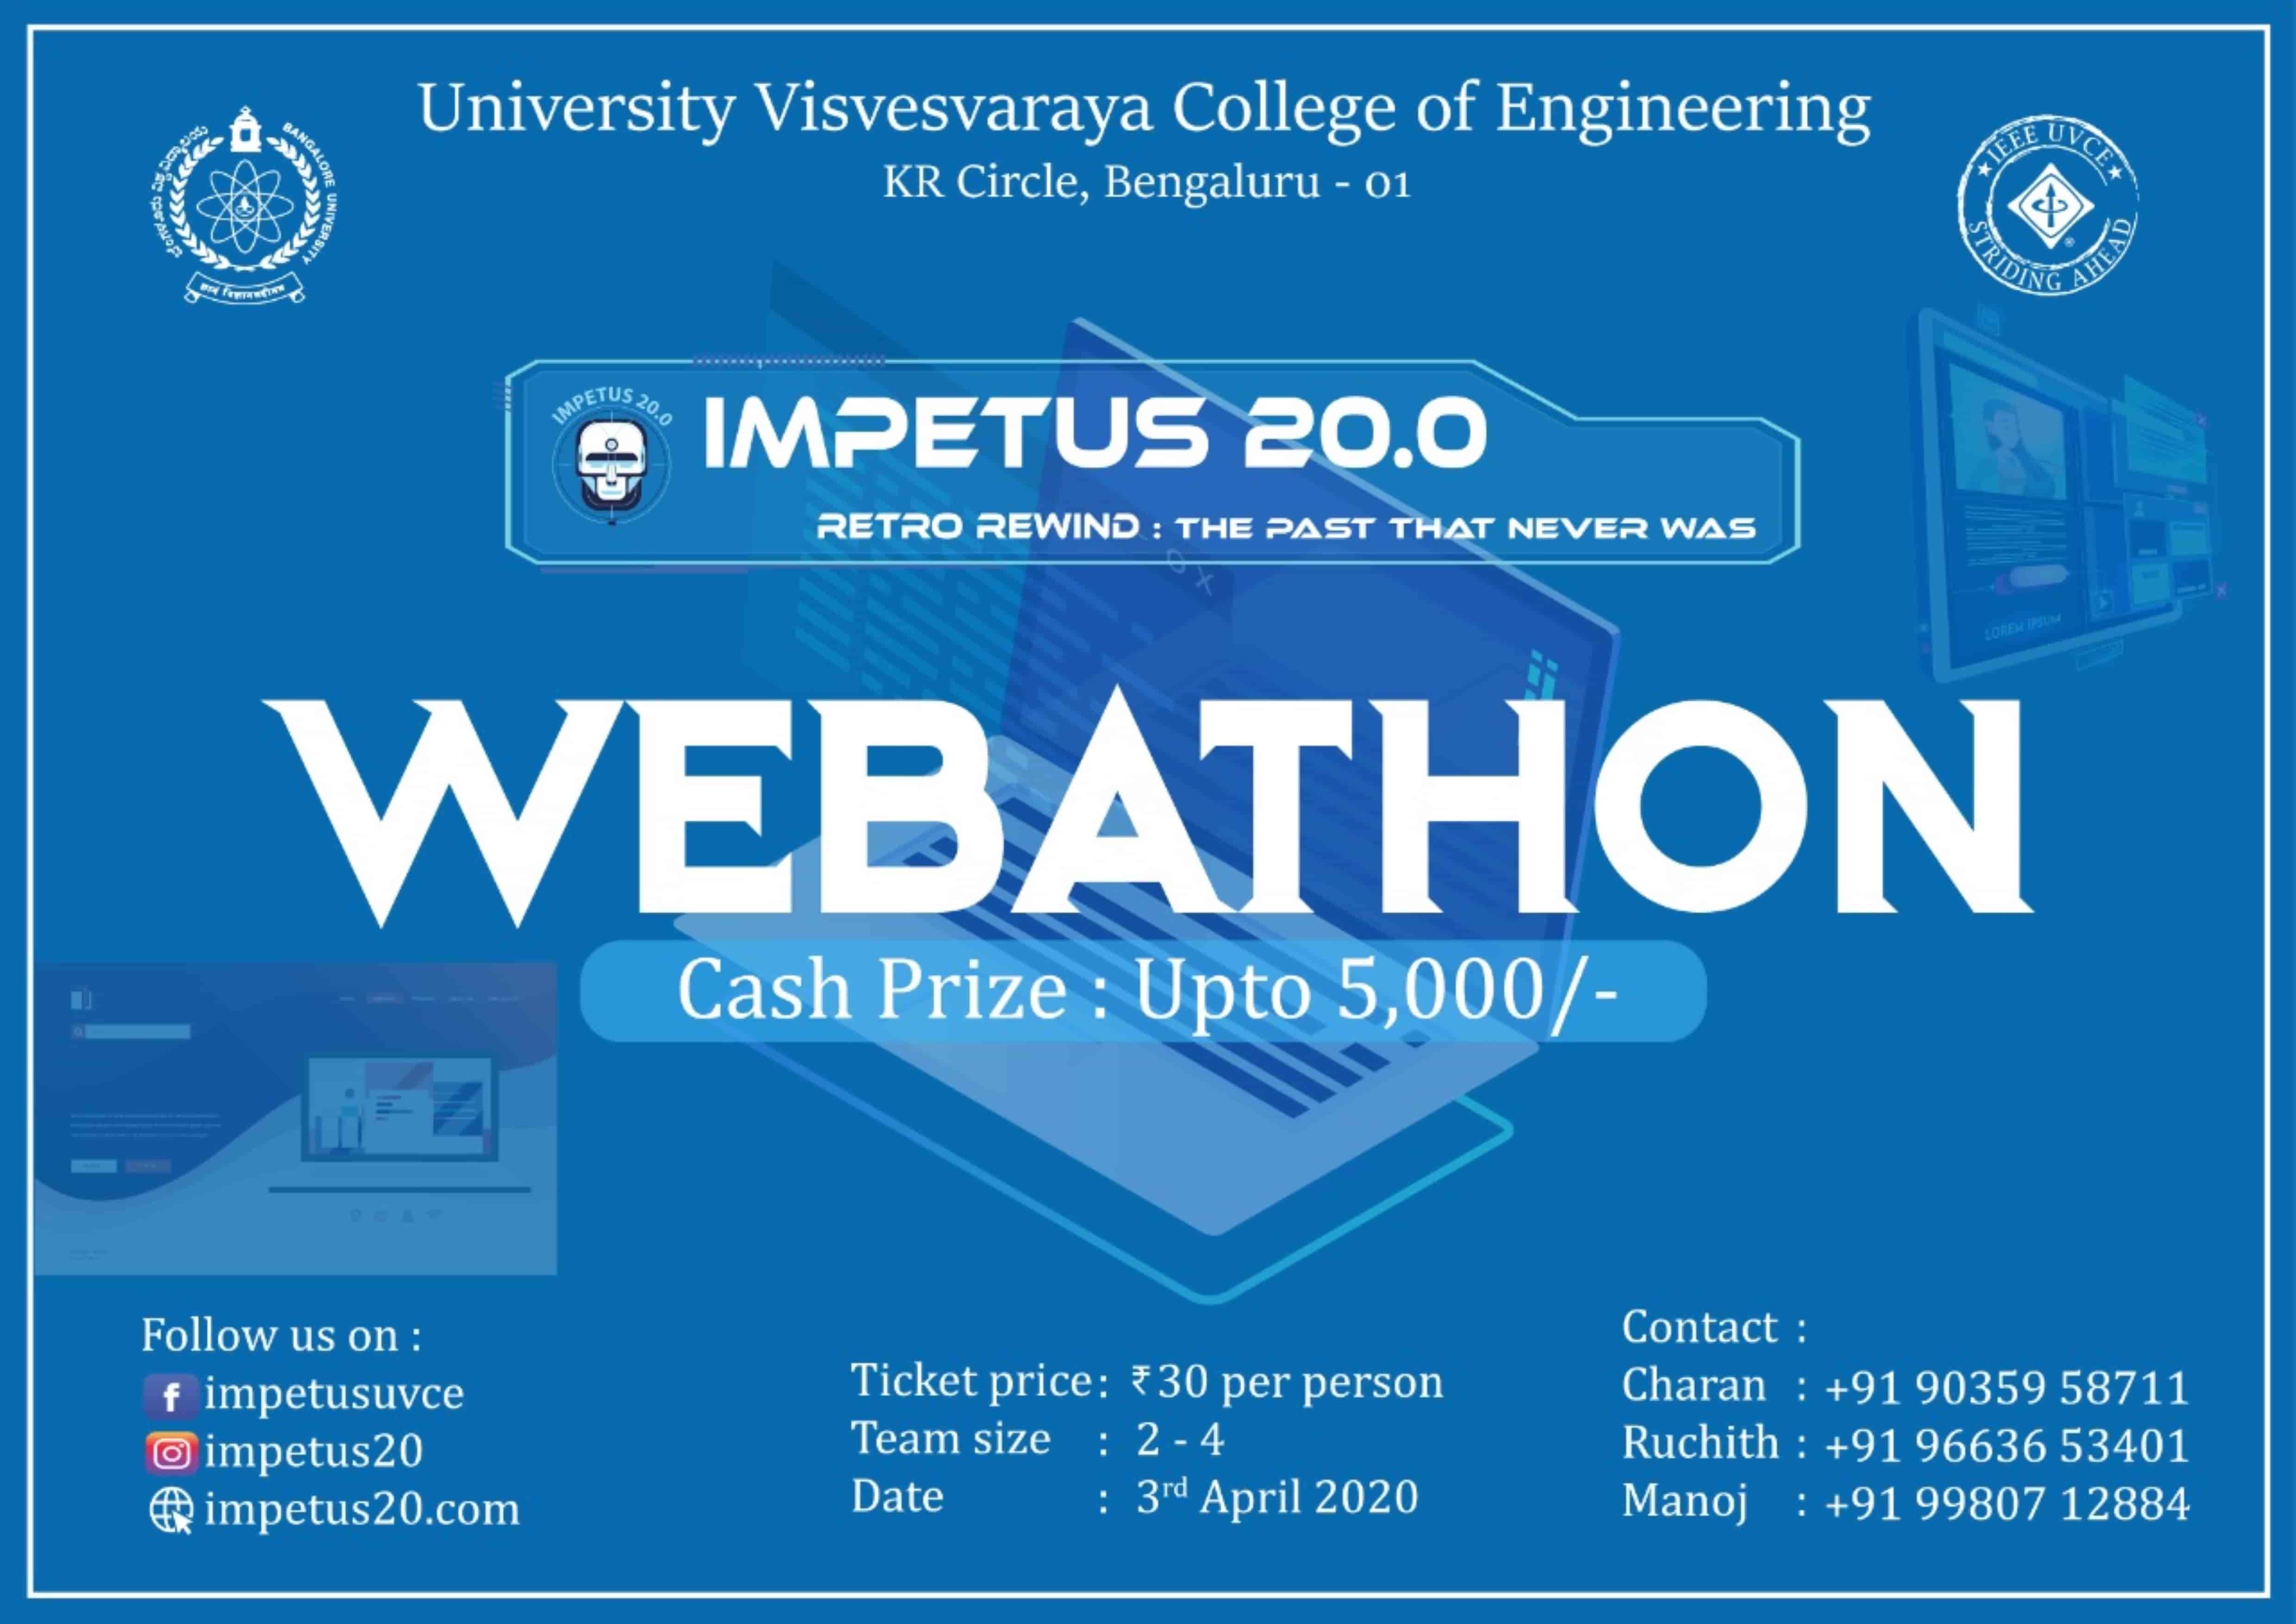 University Visvesvaraya College of Engineering
KR Circle, Bengaluru - 01
BANGALORE UNIVERSITY
IEEE UVCE
STRIDING AHEAD
IMPETUS 20.0
IMPETUS 20.0
RETRO REWIND : THE PAST THAT NEVER WAS
LOREM IPSUM
WEBATHON
Cash Prize : Upto 5,000/-
Follow us on :
impetusuvce
impetus20
impetus20.com
Ticket price: ₹30 per person
Team size : 2 - 4
Date : 3rd April 2020
Contact :
Charan : +91 90359 58711
Ruchith : +91 96636 53401
Manoj : +91 99807 12884